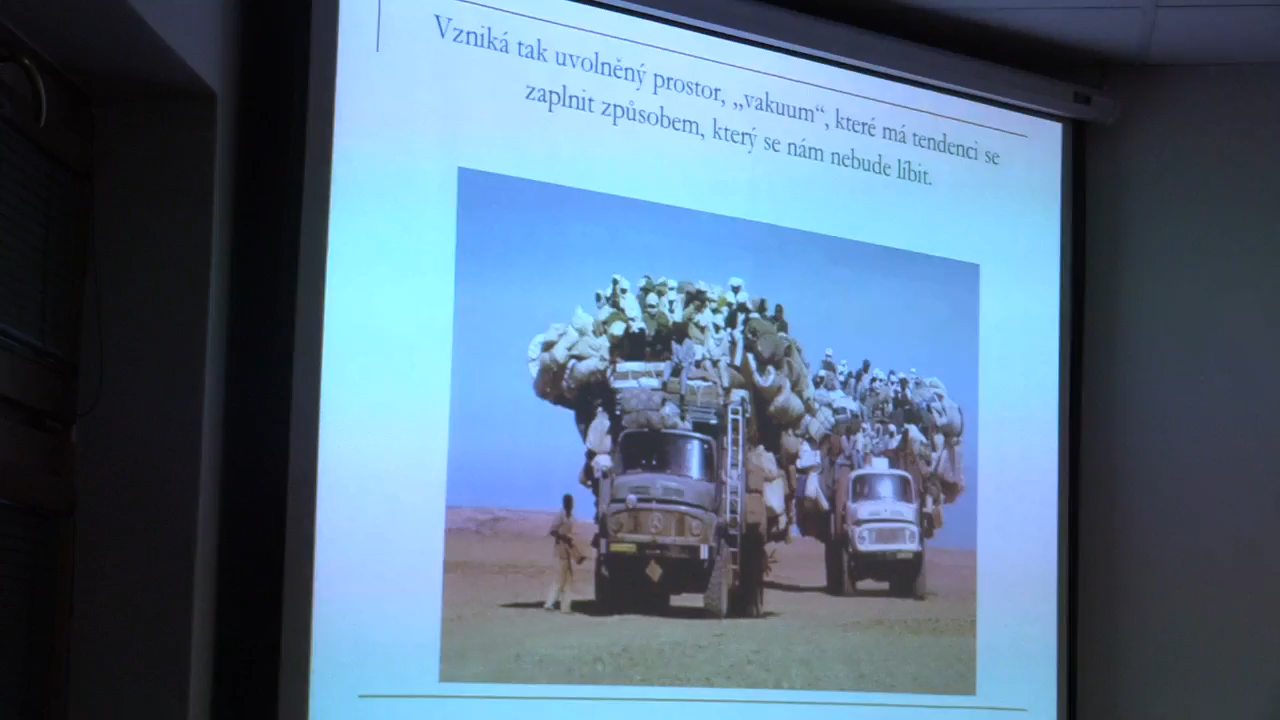 Vzniká tak uvolněný prostor, „vakuum“, které má tendenci se
zaplnit způsobem, který se nám nebude líbit.